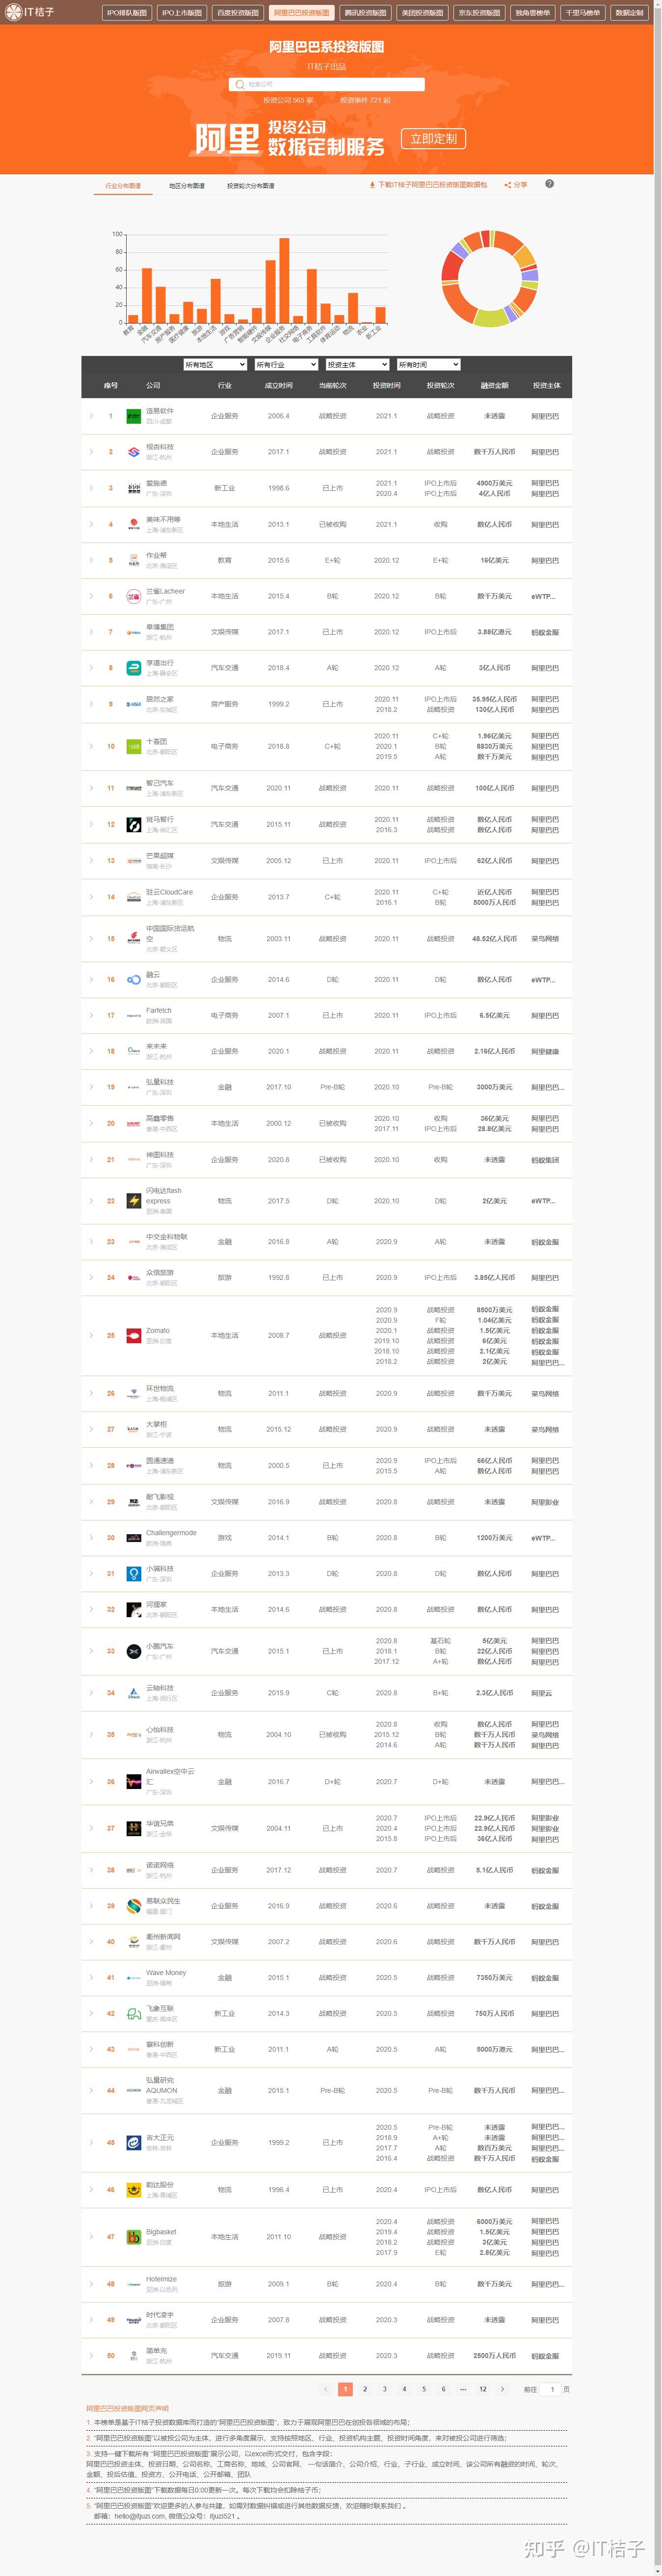 IT桔子
IPO排队版图 IPO上市版图 百度投资版图 阿里巴巴投资版图 腾讯投资版图 美团投资版图 京东投资版图 独角兽榜单 千里马榜单 数据定制
阿里巴巴系投资版图
IT桔子出品
检索公司
投资公司 565 家 投资事件 721 起
阿里 投资公司 数据定制服务 立即定制
行业分布图谱 地区分布图谱 投资轮次分布图谱 下载IT桔子阿里巴巴投资版图数据包 分享
100
80
60
40
20
0
教育 金融 汽车交通 房产服务 医疗健康 旅游 本地生活 游戏 广告营销 智能硬件 文娱传媒 企业服务 社交网络 电子商务 工具软件 体育运动 物流 农业 新工业
所有地区 所有行业 投资主体 所有时间
序号 公司 行业 成立时间 当前轮次 投资时间 投资轮次 融资金额 投资主体
1 道易软件 企业服务 2006.4 战略投资 2021.1 战略投资 未透露 阿里巴巴
四川-成都
2 视杏科技 企业服务 2017.1 战略投资 2021.1 战略投资 数千万人民币 阿里巴巴
浙江-杭州
3 爱施德 新工业 1998.6 已上市 2021.1 IPO上市后 4900万美元 阿里巴巴
广东-深圳 2020.4 IPO上市后 4亿人民币 阿里巴巴
4 美味不用等 本地生活 2013.1 已被收购 2021.1 收购 数亿人民币 阿里巴巴
上海-浦东新区
5 作业帮 教育 2015.6 E+轮 2020.12 E+轮 16亿美元 阿里巴巴
北京-海淀区
6 兰雀Lacheer 本地生活 2015.4 B轮 2020.12 B轮 数千万美元 eWTP...
广东-广州
7 阜博集团 文娱传媒 2017.1 已上市 2020.12 IPO上市后 3.88亿港元 蚂蚁金服
浙江-杭州
8 享道出行 汽车交通 2018.4 A轮 2020.12 A轮 3亿人民币 阿里巴巴
上海-静安区
9 居然之家 房产服务 1999.2 已上市 2020.11 IPO上市后 35.95亿人民币 阿里巴巴
北京-东城区 2018.2 战略投资 130亿人民币 阿里巴巴
10 十荟团 电子商务 2018.8 C+轮 2020.11 C+轮 1.96亿美元 阿里巴巴
北京-朝阳区 2020.1 B轮 8830万美元 阿里巴巴
2019.5 A轮 数千万美元 阿里巴巴
11 智己汽车 汽车交通 2020.11 战略投资 2020.11 战略投资 100亿人民币 阿里巴巴
上海-浦东新区
12 斑马智行 汽车交通 2015.11 战略投资 2020.11 战略投资 数亿人民币 阿里巴巴
上海-徐汇区 2016.3 战略投资 数亿人民币 阿里巴巴
13 芒果超媒 文娱传媒 2005.12 已上市 2020.11 IPO上市后 62亿人民币 阿里巴巴
湖南-长沙
14 驻云CloudCare 企业服务 2013.7 C+轮 2020.11 C+轮 近亿人民币 阿里巴巴
上海-浦东新区 2016.1 B轮 5000万人民币 阿里巴巴
15 中国国际货运航空 物流 2003.11 战略投资 2020.11 战略投资 48.52亿人民币 菜鸟网络
北京-顺义区
16 融云 企业服务 2014.6 D轮 2020.11 D轮 数亿人民币 eWTP...
北京-朝阳区
17 Farfetch 电子商务 2007.1 已上市 2020.11 IPO上市后 6.5亿美元 阿里巴巴
欧洲-英国
18 来未来 企业服务 2020.1 战略投资 2020.11 战略投资 2.16亿人民币 阿里健康
浙江-杭州
19 弘量科技 金融 2017.10 Pre-B轮 2020.10 Pre-B轮 3000万美元 阿里巴巴...
广东-深圳
20 高鑫零售 本地生活 2000.12 已被收购 2020.10 收购 36亿美元 阿里巴巴
香港-中西区 2017.11 IPO上市后 28.8亿美元 阿里巴巴
21 神图科技 企业服务 2020.8 已被收购 2020.10 收购 未透露 蚂蚁集团
广东-深圳
22 闪电达flash express 物流 2017.5 D轮 2020.10 D轮 2亿美元 eWTP...
亚洲-泰国
23 中交金科物联 金融 2016.8 A轮 2020.9 A轮 未透露 蚂蚁金服
北京-海淀区
24 众信旅游 旅游 1992.8 已上市 2020.9 IPO上市后 3.85亿人民币 阿里巴巴
北京-朝阳区
25 Zomato 本地生活 2008.7 战略投资 2020.9 战略投资 8500万美元 蚂蚁金服
亚洲-印度 2020.9 F轮 1.04亿美元 蚂蚁金服
2020.1 战略投资 1.5亿美元 蚂蚁金服
2019.10 战略投资 6亿美元 蚂蚁金服
2018.10 战略投资 2.1亿美元 蚂蚁金服
2018.2 战略投资 2亿美元 阿里巴巴...
26 环世物流 物流 2011.1 战略投资 2020.9 战略投资 数千万美元 菜鸟网络
上海-杨浦区
27 大掌柜 物流 2015.12 战略投资 2020.9 战略投资 未透露 菜鸟网络
浙江-宁波
28 圆通速递 物流 2000.5 已上市 2020.9 IPO上市后 66亿人民币 阿里巴巴
上海-浦东新区 2015.5 A轮 数亿人民币 阿里巴巴
29 耐飞影视 文娱传媒 2016.9 战略投资 2020.8 战略投资 未透露 阿里影业
北京-朝阳区
30 Challengermode 游戏 2014.1 B轮 2020.8 B轮 1200万美元 eWTP...
欧洲-瑞典
31 小满科技 企业服务 2013.3 D轮 2020.8 D轮 数亿人民币 阿里巴巴
广东-深圳
32 河狸家 本地生活 2014.6 战略投资 2020.8 战略投资 数亿人民币 阿里巴巴
北京-朝阳区
33 小鹏汽车 汽车交通 2015.1 已上市 2020.8 基石轮 5亿美元 阿里巴巴
广东-广州 2018.1 B轮 22亿人民币 阿里巴巴
2017.12 A+轮 数亿人民币 阿里巴巴
34 云轴科技 企业服务 2015.9 C轮 2020.8 B+轮 2.3亿人民币 阿里云
上海-闵行区
35 心怡科技 物流 2004.10 已被收购 2020.8 收购 数亿人民币 阿里巴巴
浙江-杭州 2015.12 B轮 数千万人民币 菜鸟网络
2014.6 A轮 数千万人民币 阿里巴巴
36 Airwallex空中云汇 金融 2016.7 D+轮 2020.7 D+轮 未透露 阿里巴巴...
广东-深圳
37 华谊兄弟 文娱传媒 2004.11 已上市 2020.7 IPO上市后 22.9亿人民币 阿里影业
浙江-金华 2020.4 IPO上市后 22.9亿人民币 阿里影业
2015.8 IPO上市后 36亿人民币 阿里巴巴
38 诺诺网络 企业服务 2017.12 战略投资 2020.7 战略投资 5.1亿人民币 蚂蚁金服
浙江-杭州
39 易联众民生 企业服务 2016.9 战略投资 2020.6 战略投资 未透露 蚂蚁金服
福建-厦门
40 衢州新闻网 文娱传媒 2007.2 战略投资 2020.6 战略投资 数千万人民币 阿里巴巴
浙江-衢州
41 Wave Money 金融 2015.1 战略投资 2020.5 战略投资 7350万美元 蚂蚁金服
亚洲-缅甸
42 飞象互联 新工业 2014.3 战略投资 2020.5 战略投资 750万人民币 阿里巴巴
重庆-南岸区
43 寰科创新 新工业 2011.1 A轮 2020.5 A轮 5000万港元 阿里巴巴...
香港-中西区
44 弘量研究AQUMON 金融 2015.1 Pre-B轮 2020.5 Pre-B轮 数千万人民币 阿里巴巴...
香港-九龙城区
45 吉大正元 企业服务 1999.2 已上市 2020.5 Pre-B轮 未透露 阿里巴巴...
吉林-吉林 2018.9 A+轮 未透露 阿里巴巴...
2017.7 A轮 数百万美元 阿里巴巴...
2016.4 战略投资 数千万人民币 蚂蚁金服
46 韵达股份 物流 1996.4 已上市 2020.4 IPO上市后 数亿人民币 阿里巴巴
上海-青浦区
47 Bigbasket 本地生活 2011.10 战略投资 2020.4 战略投资 6000万美元 阿里巴巴
亚洲-印度 2019.4 战略投资 1.5亿美元 阿里巴巴
2018.2 战略投资 3亿美元 阿里巴巴
2017.9 E轮 2.8亿美元 阿里巴巴
48 Hotelmize 旅游 2009.1 B轮 2020.4 B轮 数千万美元 阿里巴巴...
亚洲-以色列
49 时代凌宇 企业服务 2007.8 战略投资 2020.3 战略投资 未透露 阿里巴巴
北京-朝阳区
50 简单充 汽车交通 2019.11 战略投资 2020.3 战略投资 2500万人民币 蚂蚁金服
浙江-杭州
1 2 3 4 5 6 ... 12 前往 1 页
阿里巴巴投资版图网页声明
1. 本榜单是基于IT桔子投资数据库而打造的“阿里巴巴投资版图”，致力于展现阿里巴巴在创投各领域的布局；
2. “阿里巴巴投资版图”以被投公司为主体，进行多角度展示，支持按照地区、行业、投资机构主题、投资时间角度，来对被投公司进行筛选；
3. 支持一键下载所有 “阿里巴巴投资版图”展示公司，以excel形式交付，包含字段：
阿里巴巴投资主体、投资日期、公司名称、工商名称、地域、公司官网、一句话简介、公司介绍、行业、子行业、成立时间、该公司所有融资的时间、轮次、
金额、投后估值、投资方、公开电话、公开邮箱、团队
4. “阿里巴巴投资版图”下载数据每日0:00更新一次。每次下载均会扣除桔子币；
5. “阿里巴巴投资版图”欢迎更多的人参与共建，如需对数据纠错或进行其他数据反馈，欢迎随时联系我们 。
邮箱：hello@itjuzi.com, 微信公众号：itjuzi521 。
知乎 @IT桔子